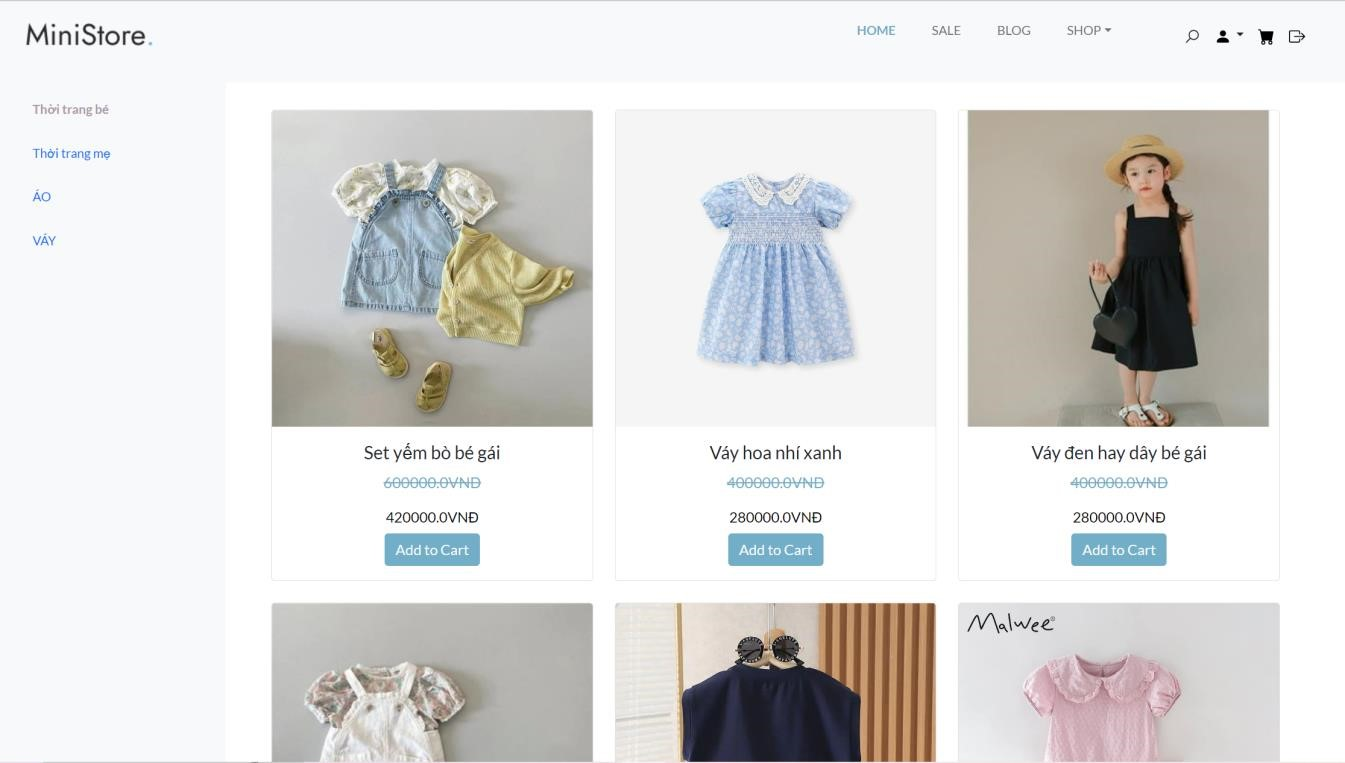 MiniStore.
HOME SALE BLOG SHOP
Thời trang bé
Thời trang mẹ
ÁO
VÁY
Set yếm bò bé gái
600000.0VNĐ
420000.0VNĐ
Add to Cart
Váy hoa nhí xanh
400000.0VNĐ
280000.0VNĐ
Add to Cart
Váy đen hay dây bé gái
400000.0VNĐ
280000.0VNĐ
Add to Cart
Malwee®